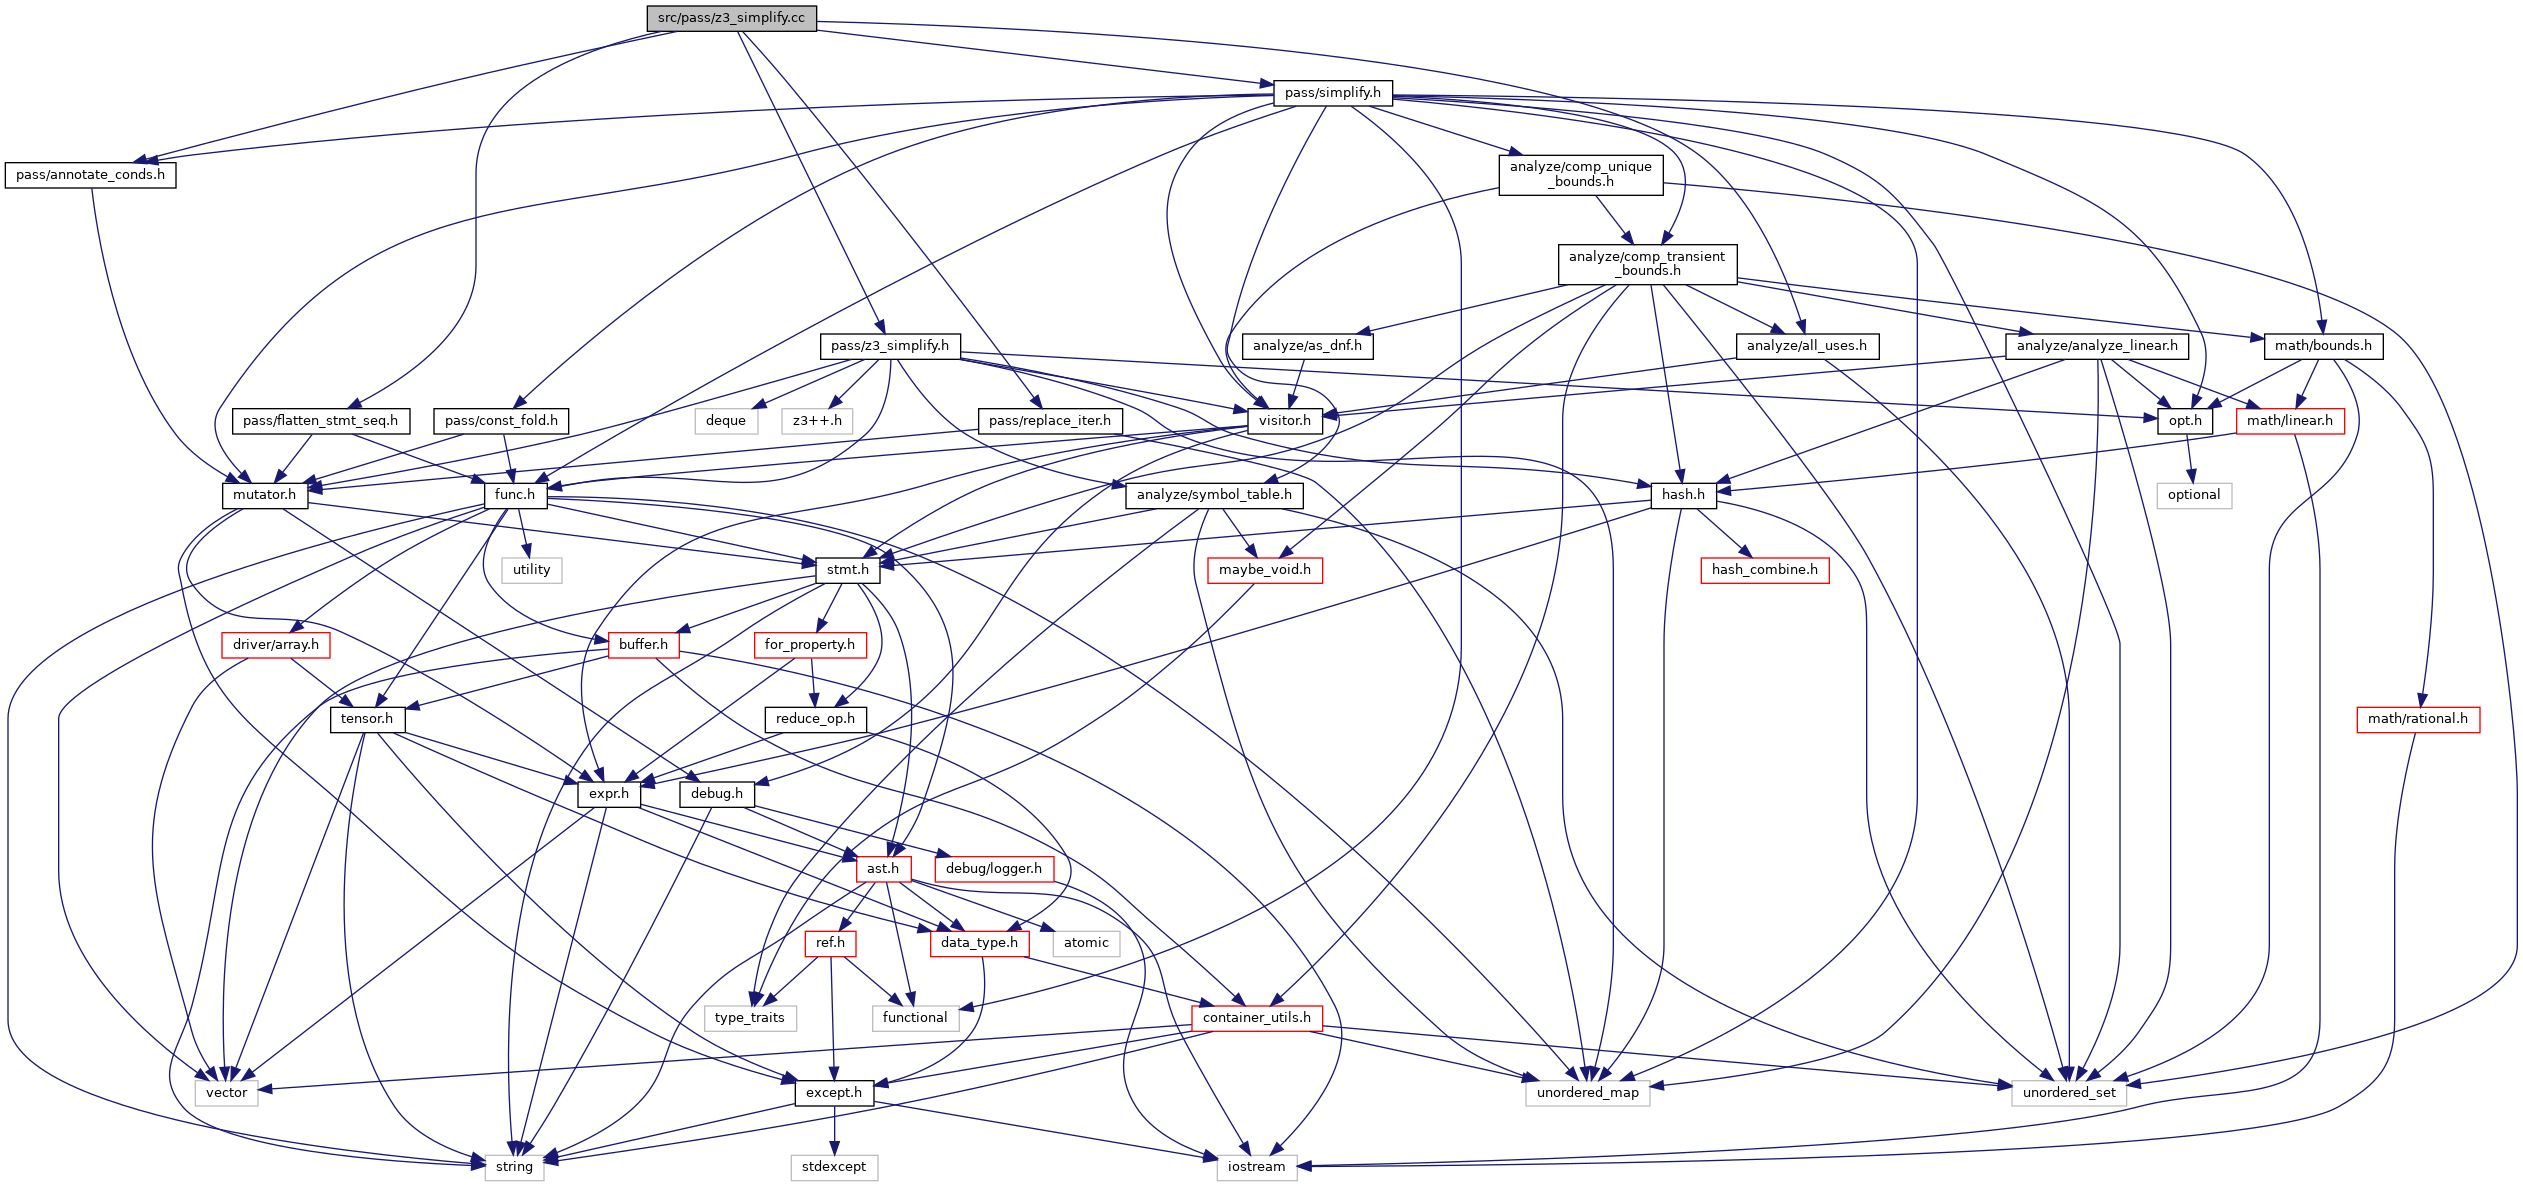 src/pass/z3_simplify.cc
pass/simplify.h
pass/annotate_conds.h
analyze/comp_unique
_bounds.h
analyze/comp_transient
_bounds.h
pass/z3_simplify.h
analyze/as_dnf.h
analyze/all_uses.h
analyze/analyze_linear.h
math/bounds.h
pass/flatten_stmt_seq.h
pass/const_fold.h
deque
z3++.h
pass/replace_iter.h
visitor.h
opt.h
math/linear.h
mutator.h
func.h
analyze/symbol_table.h
hash.h
optional
utility
stmt.h
maybe_void.h
hash_combine.h
driver/array.h
buffer.h
for_property.h
tensor.h
reduce_op.h
math/rational.h
expr.h
debug.h
ast.h
debug/logger.h
ref.h
data_type.h
atomic
type_traits
functional
container_utils.h
vector
except.h
unordered_map
unordered_set
string
stdexcept
iostream